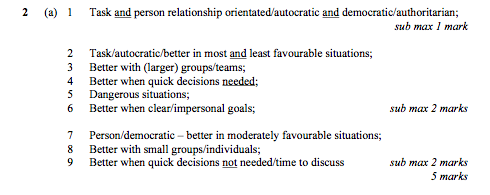 2 (a) 1 Task and person relationship orientated/autocratic and democratic/authoritarian;
sub max 1 mark
2 Task/autocratic/better in most and least favourable situations;
3 Better with (larger) groups/teams;
4 Better when quick decisions needed;
5 Dangerous situations;
6 Better when clear/impersonal goals; sub max 2 marks
7 Person/democratic – better in moderately favourable situations;
8 Better with small groups/individuals;
9 Better when quick decisions not needed/time to discuss sub max 2 marks
5 marks